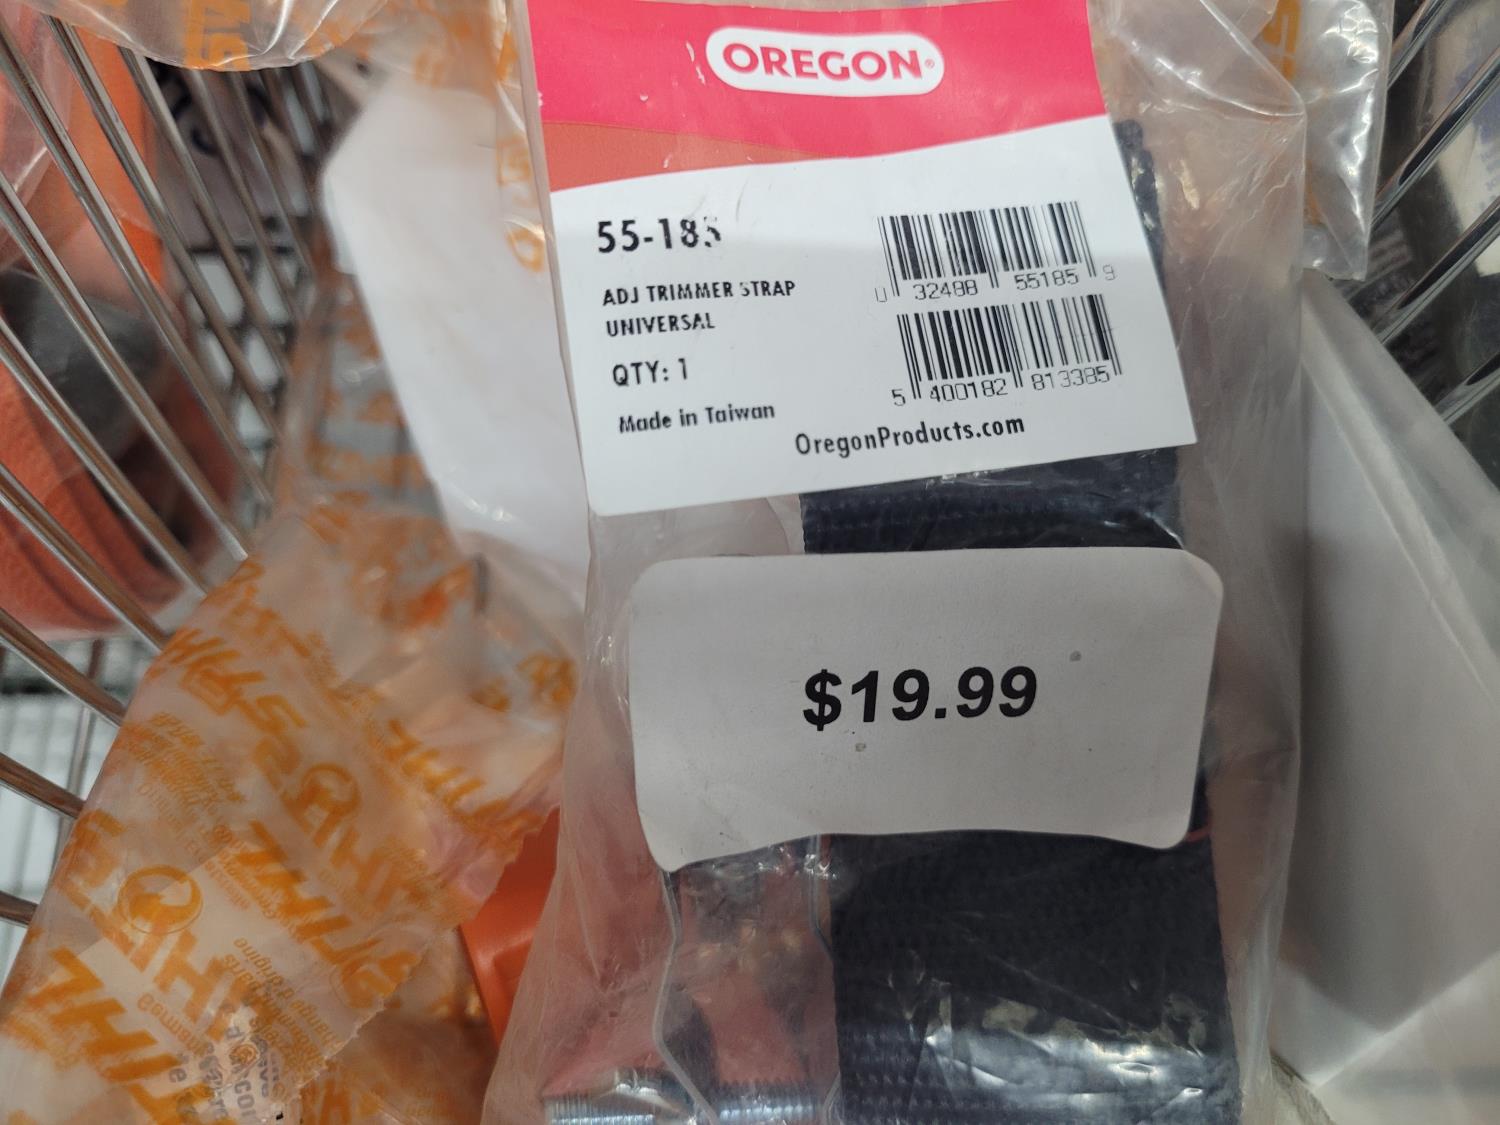 OREGON®
55-185
ADJ TRIMMER STRAP
UNIVERSAL
QTY: 1
Made in Taiwan
0 32488 55185 9
5 400182 813385
OregonProducts.com
$19.99
STIHL
STIHL
STIHL